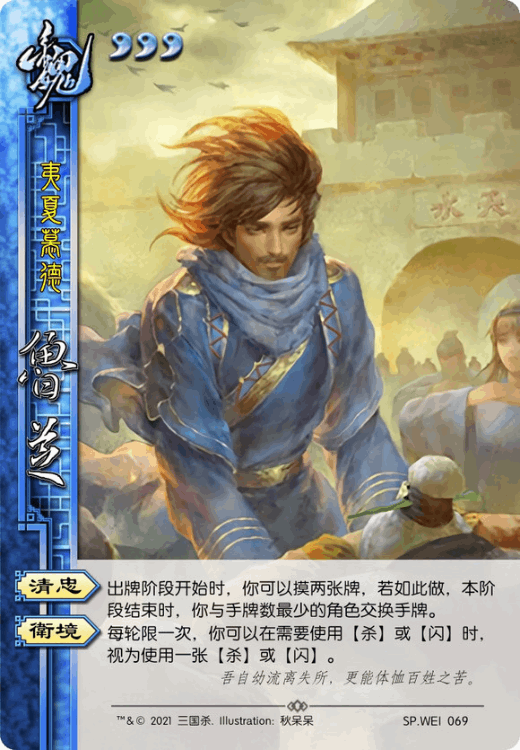 魏
夷夏慕德
魯芝
天水
清忠
出牌阶段开始时，你可以摸两张牌，若如此做，本阶
段结束时，你与手牌数最少的角色交换手牌。
衛境
每轮限一次，你可以在需要使用【杀】或【闪】时，
视为使用一张【杀】或【闪】。
吾自幼流离失所，更能体恤百姓之苦。
™&© 2021 三国杀. Illustration: 秋呆呆
SP.WEI 069